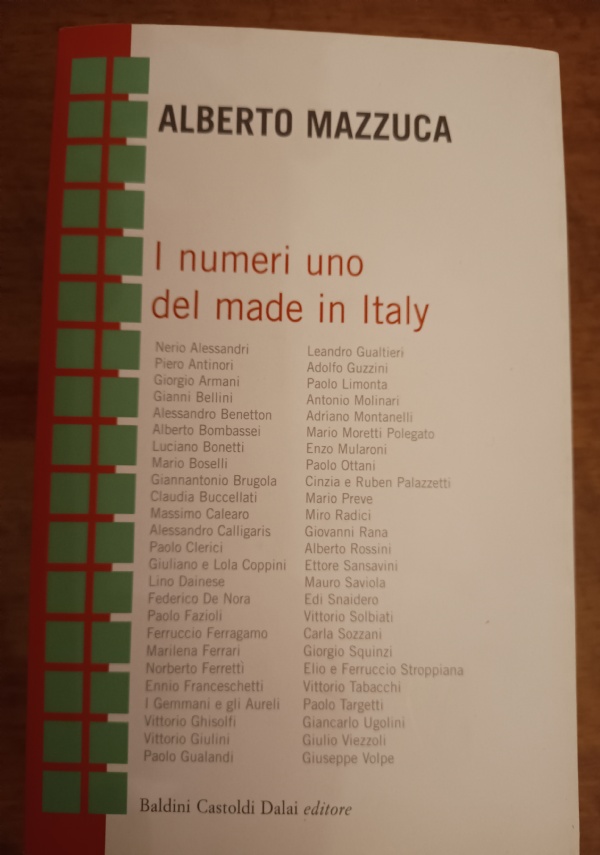 ALBERTO MAZZUCA
I numeri uno
del made in Italy
Nerio Alessandri
Piero Antinori
Giorgio Armani
Gianni Bellini
Alessandro Benetton
Alberto Bombassei
Luciano Bonetti
Mario Boselli
Giannantonio Brugola
Claudia Buccellati
Massimo Calearo
Alessandro Calligaris
Paolo Clerici
Giuliano e Lola Coppini
Lino Dainese
Federico De Nora
Paolo Fazioli
Ferruccio Ferragamo
Marilena Ferrari
Norberto Ferretti
Ennio Franceschetti
I Gemmani e gli Aureli
Vittorio Ghisolfi
Vittorio Giulini
Paolo Gualandi
Leandro Gualtieri
Adolfo Guzzini
Paolo Limonta
Antonio Molinari
Adriano Montanelli
Mario Moretti Polegato
Enzo Mularoni
Paolo Ottani
Cinzia e Ruben Palazzetti
Mario Preve
Miro Radici
Giovanni Rana
Alberto Rossini
Ettore Sansavini
Mauro Saviola
Edi Snaidero
Vittorio Solbiati
Carla Sozzani
Giorgio Squinzi
Elio e Ferruccio Stroppiana
Vittorio Tabacchi
Paolo Targetti
Giancarlo Ugolini
Giulio Viezzoli
Giuseppe Volpe
Baldini Castoldi Dalai editore